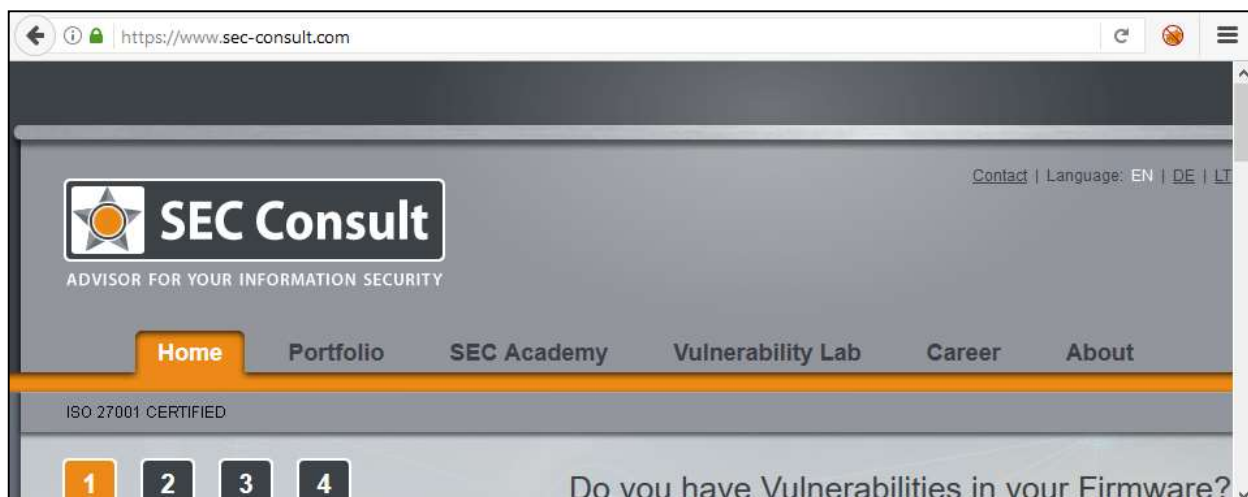 https://www.sec-consult.com
Contact | Language: EN | DE | LT
SEC Consult
ADVISOR FOR YOUR INFORMATION SECURITY
Home Portfolio SEC Academy Vulnerability Lab Career About
ISO 27001 CERTIFIED
1 2 3 4
Do you have Vulnerabilities in your Firmware?